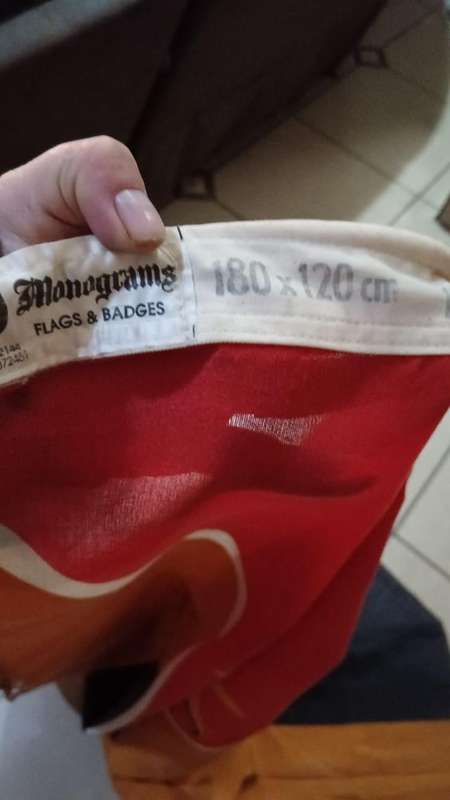 Monograms
FLAGS & BADGES
180 x 120 cm